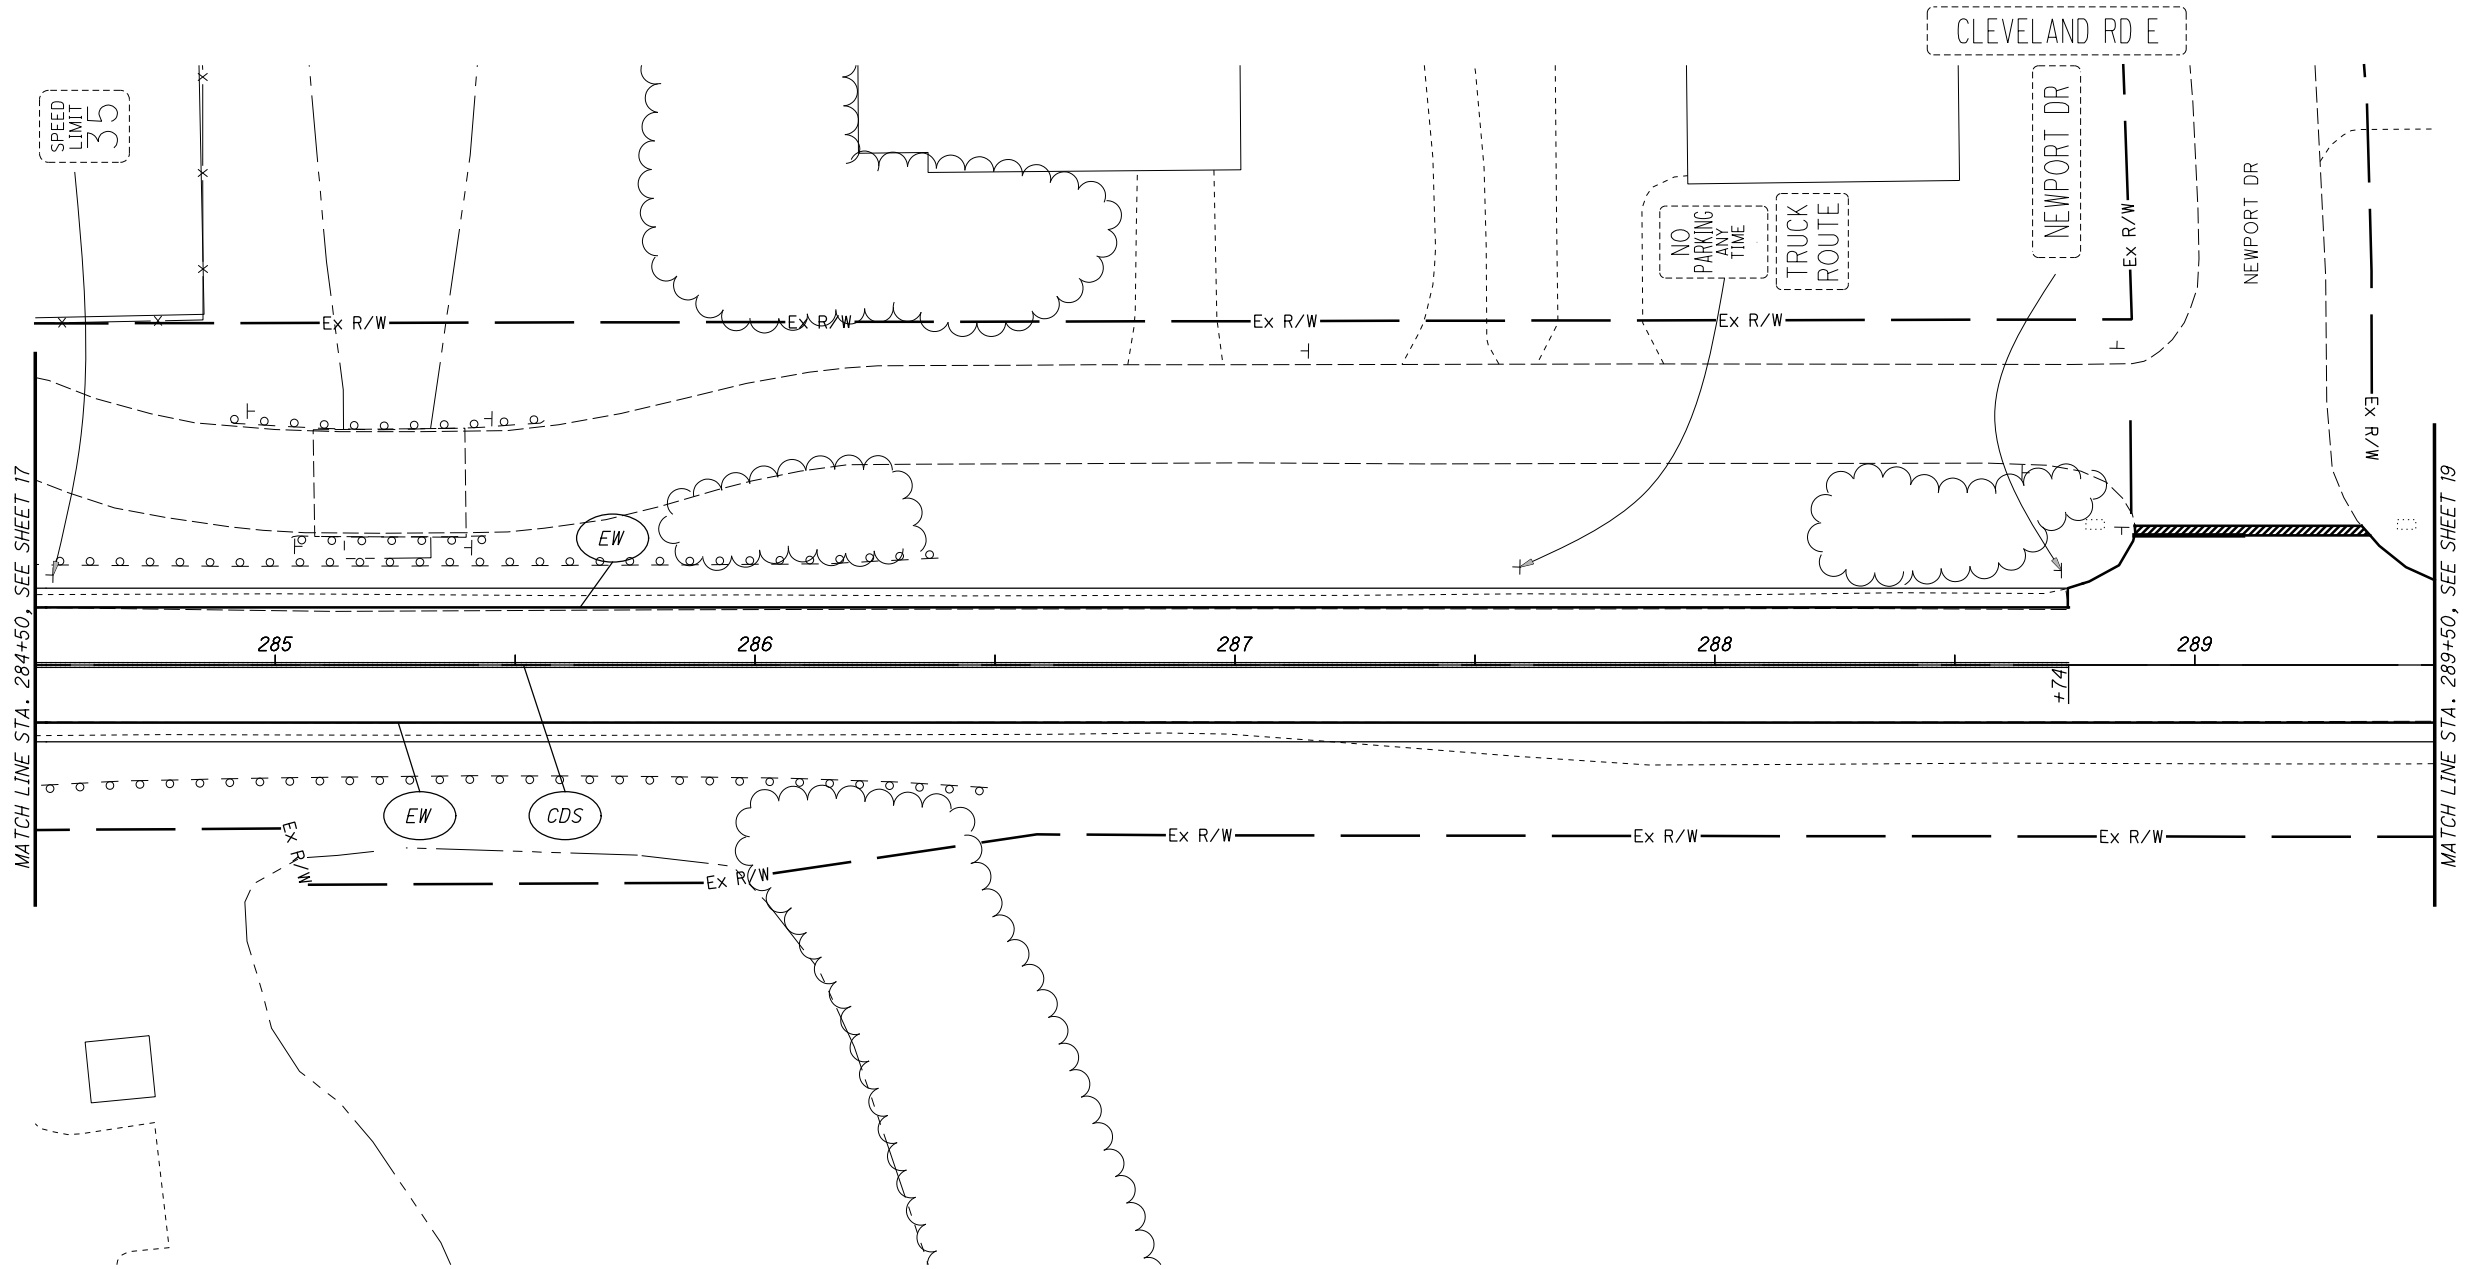 CLEVELAND RD E
SPEED
LIMIT
35
NEWPORT DR
NO
PARKING
ANY
TIME
TRUCK
ROUTE
NEWPORT DR
Ex R/W
Ex R/W
Ex R/W
Ex R/W
Ex R/W
Ex R/W
MATCH LINE STA. 284+50, SEE SHEET 17
MATCH LINE STA. 289+50, SEE SHEET 19
EW
285
286
287
288
289
+74
EW
CDS
Ex R/W
Ex R/W
Ex R/W
Ex R/W
Ex R/W